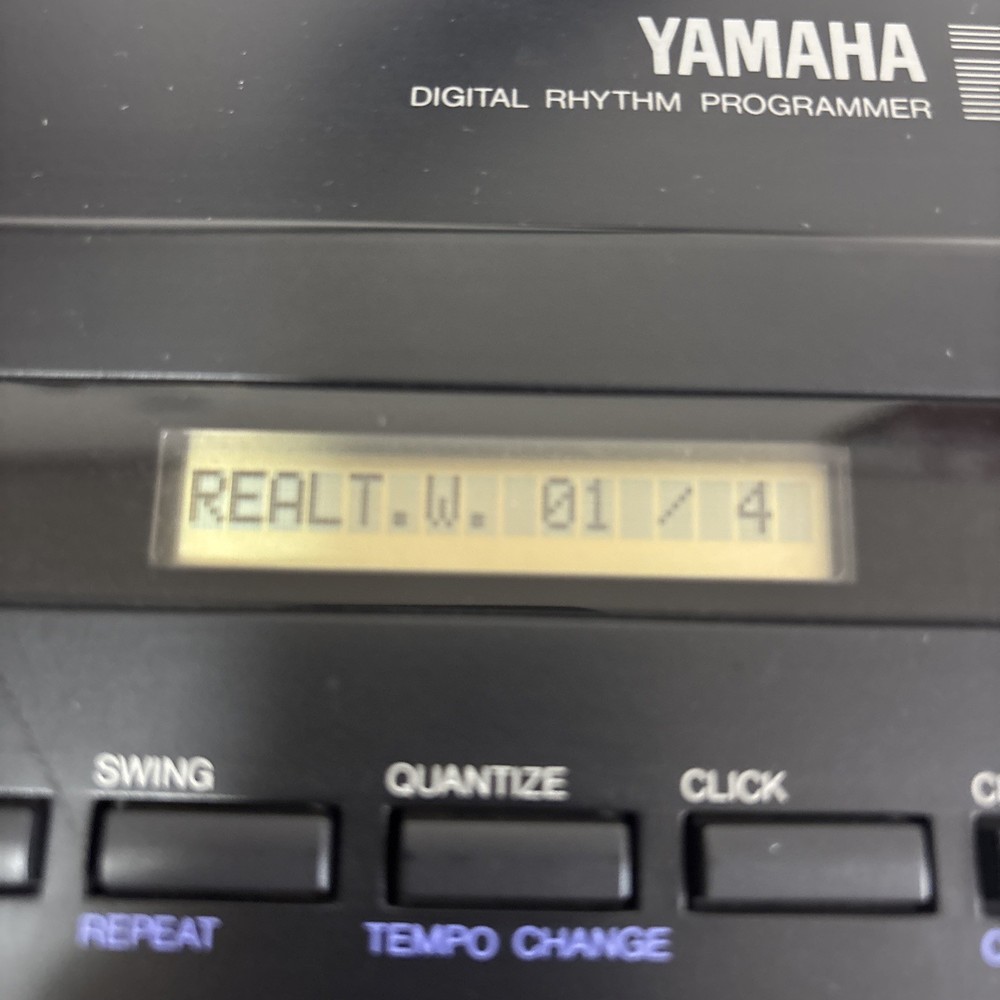 YAMAHA
DIGITAL RHYTHM PROGRAMMER
REALT.W. 01 / 4
SWING
QUANTIZE
CLICK
REPEAT
TEMPO CHANGE